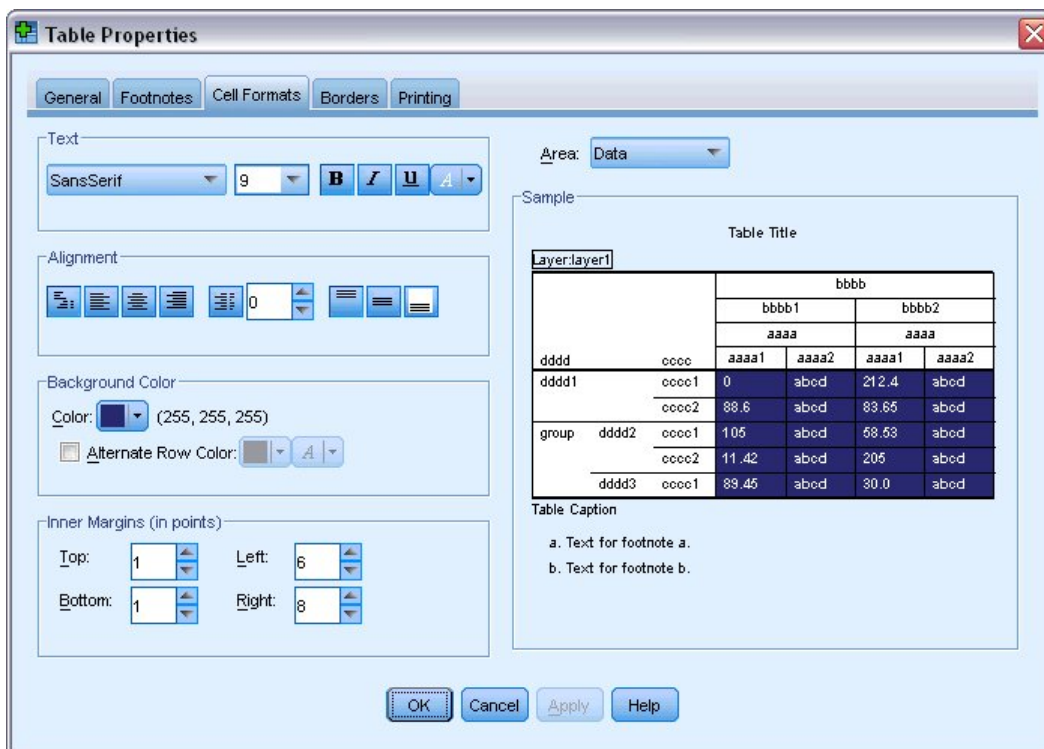 Table Properties
General Footnotes Cell Formats Borders Printing
Text
SansSerif 9 B I U A
Alignment
0
Background Color
Color: (255, 255, 255)
Alternate Row Color: A
Inner Margins (in points)
Top: 1 Left: 6
Bottom: 1 Right: 8
Area: Data
Sample
Table Title
Layer:layer1
bbbb
bbbb1 bbbb2
aaaa aaaa
dddd cccc aaaa1 aaaa2 aaaa1 aaaa2
dddd1 cccc1 0 abcd 212.4 abcd
cccc2 88.6 abcd 83.65 abcd
group dddd2 cccc1 105 abcd 58.53 abcd
cccc2 11.42 abcd 205 abcd
dddd3 cccc1 89.45 abcd 30.0 abcd
Table Caption
a. Text for footnote a.
b. Text for footnote b.
OK Cancel Apply Help